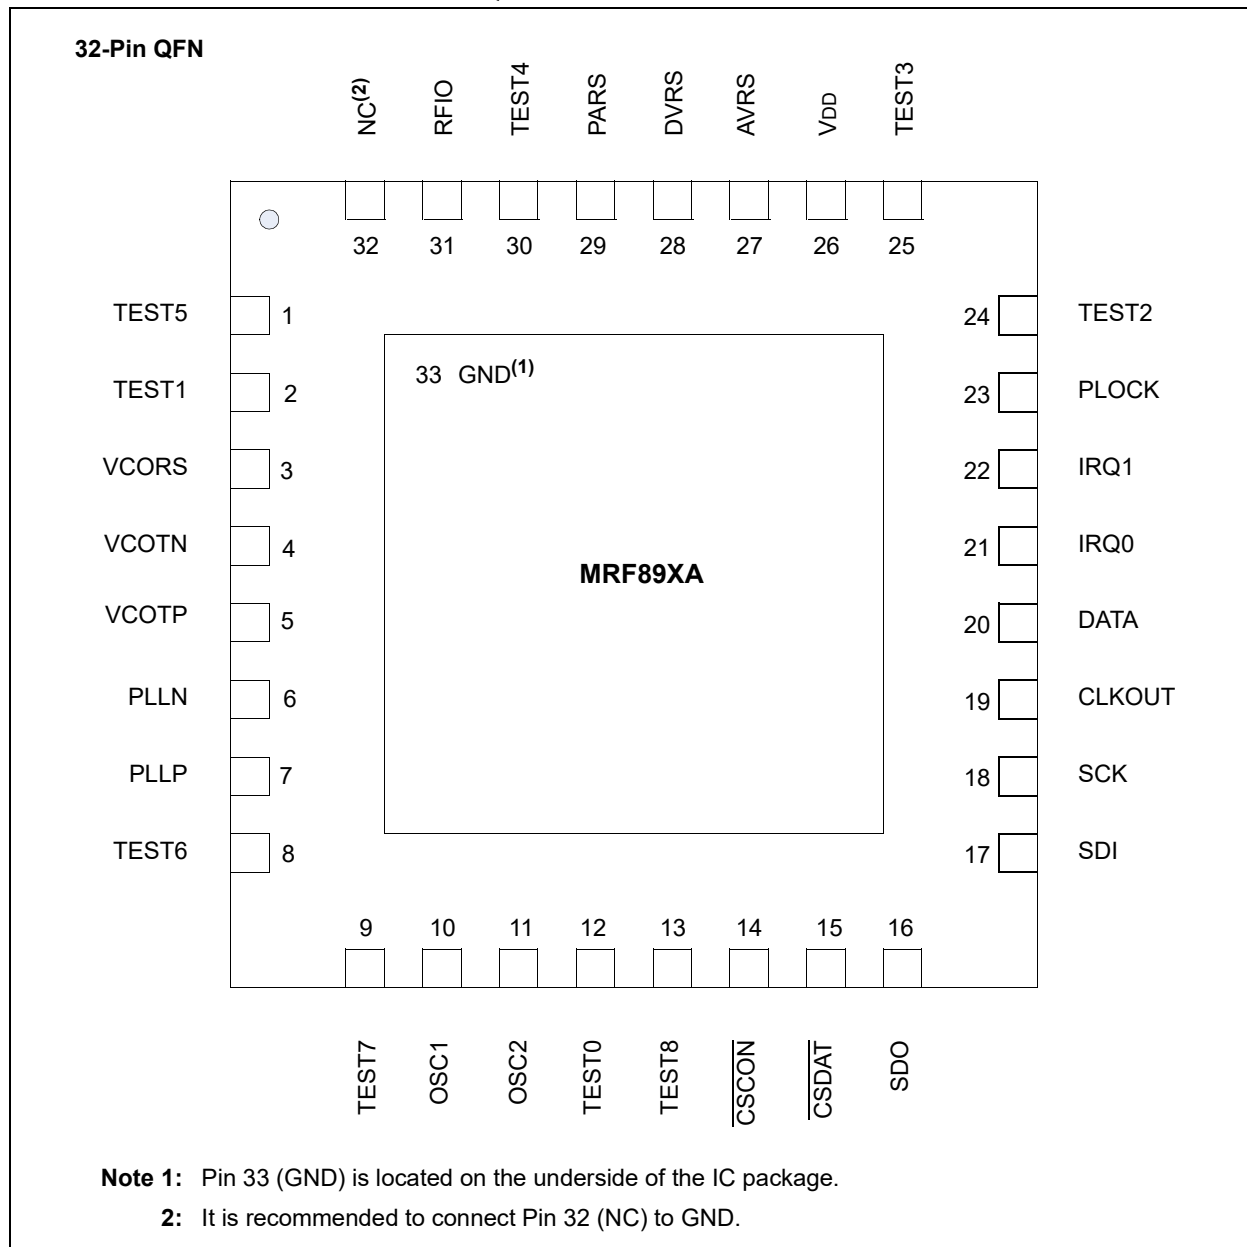 32-Pin QFN
NC(2) RFIO TEST4 PARS DVRS AVRS VDD TEST3
32 31 30 29 28 27 26 25
TEST5 1 24 TEST2
33 GND(1)
TEST1 2 23 PLOCK
VCORS 3 22 IRQ1
VCOTN 4 21 IRQ0
MRF89XA
VCOTP 5 20 DATA
PLLN 6 19 CLKOUT
PLLP 7 18 SCK
TEST6 8 17 SDI
9 10 11 12 13 14 15 16
TEST7 OSC1 OSC2 TEST0 TEST8 CSCON CSDAT SDO
Note 1: Pin 33 (GND) is located on the underside of the IC package.
2: It is recommended to connect Pin 32 (NC) to GND.